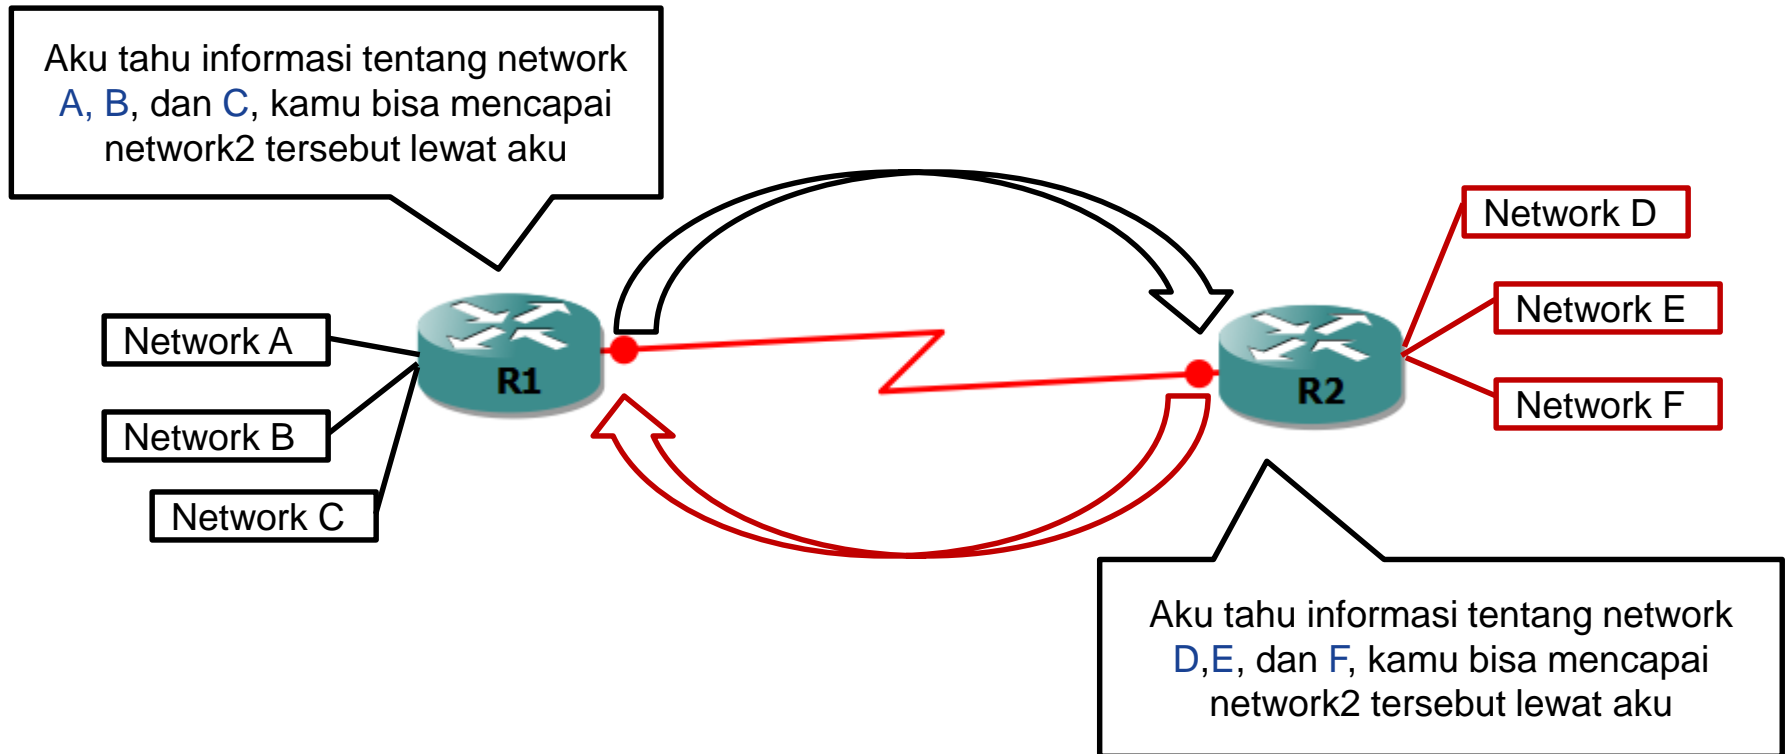 Aku tahu informasi tentang network
A, B, dan C, kamu bisa mencapai
network2 tersebut lewat aku
Network A
Network B
Network C
R1
R2
Network D
Network E
Network F
Aku tahu informasi tentang network
D,E, dan F, kamu bisa mencapai
network2 tersebut lewat aku